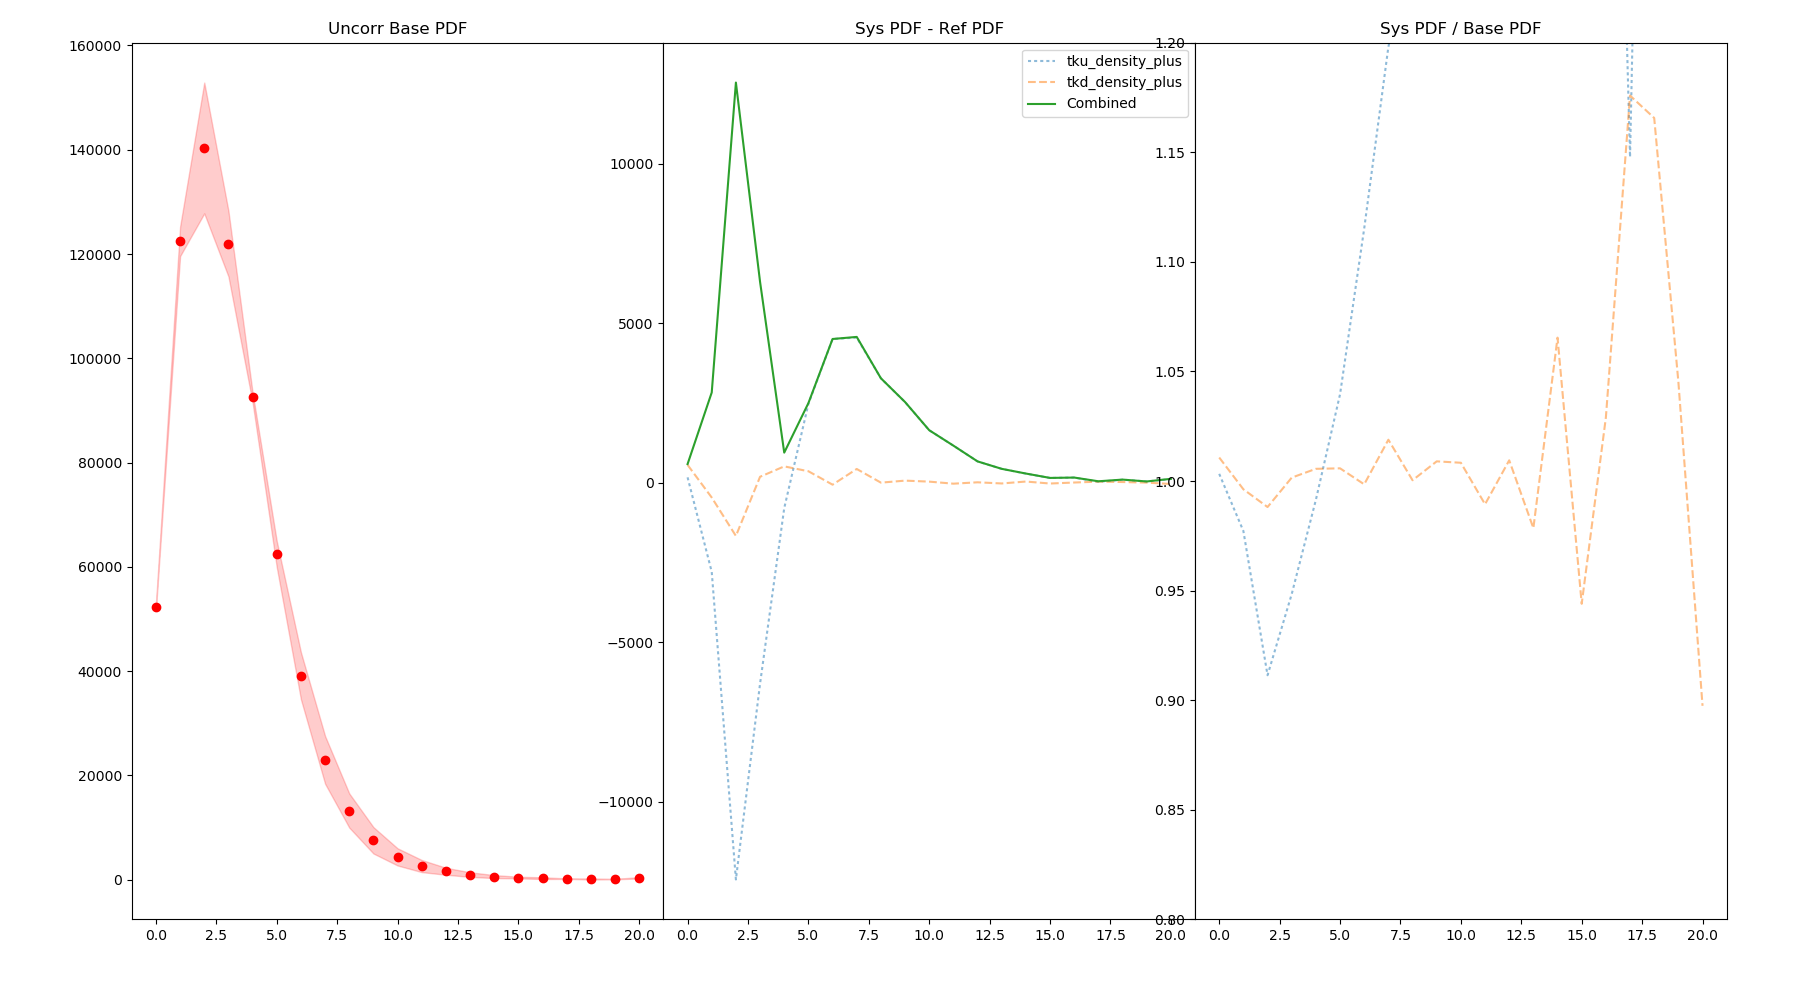 Uncorr Base PDF
160000
140000
120000
100000
80000
60000
40000
20000
0
0.0 2.5 5.0 7.5 10.0 12.5 15.0 17.5 20.0
Sys PDF - Ref PDF
tku_density_plus
tkd_density_plus
Combined
10000
5000
0
−5000
−10000
0.0 2.5 5.0 7.5 10.0 12.5 15.0 17.5 20.0
Sys PDF / Base PDF
1.20
1.15
1.10
1.05
1.00
0.95
0.90
0.85
0.80
0.0 2.5 5.0 7.5 10.0 12.5 15.0 17.5 20.0